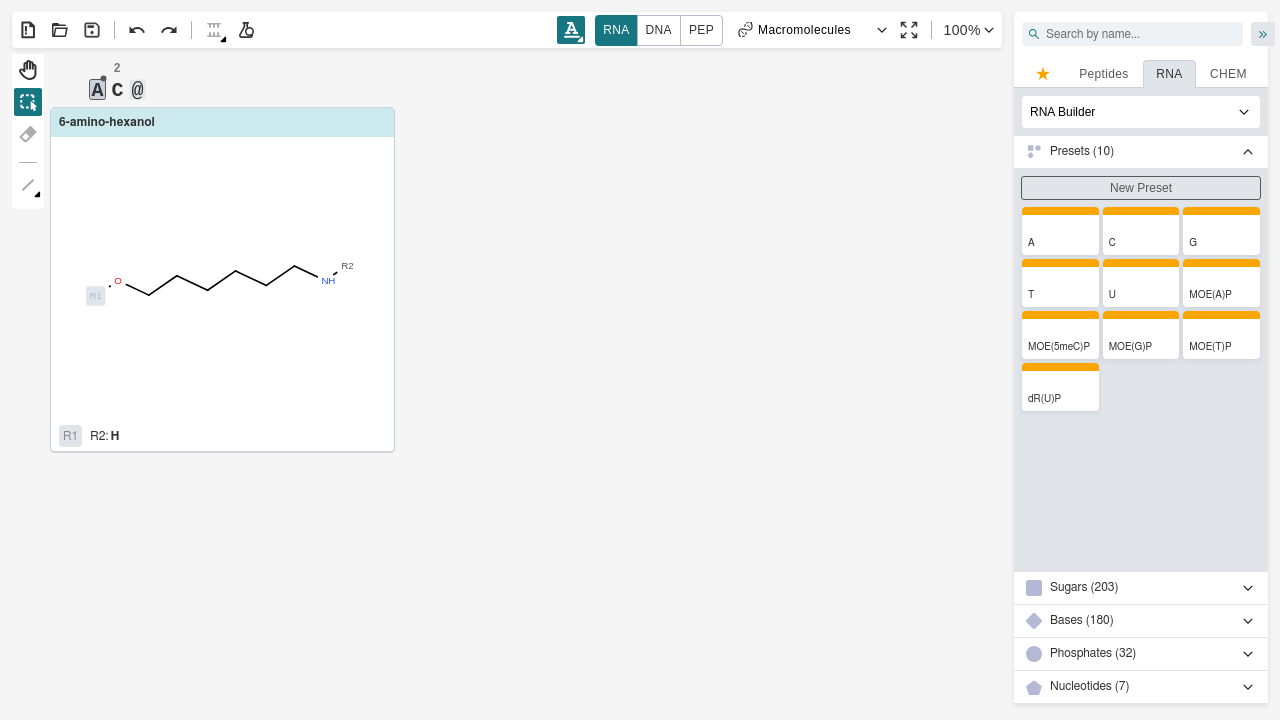 A
RNA DNA PEP
Macromolecules
100%
Search by name...
»
2
A C @
Peptides RNA CHEM
6-amino-hexanol
RNA Builder
Presets (10)
New Preset
A C G
T U MOE(A)P
MOE(5meC)P MOE(G)P MOE(T)P
dR(U)P
R2
O NH
R1
R1 R2: H
Sugars (203)
Bases (180)
Phosphates (32)
Nucleotides (7)